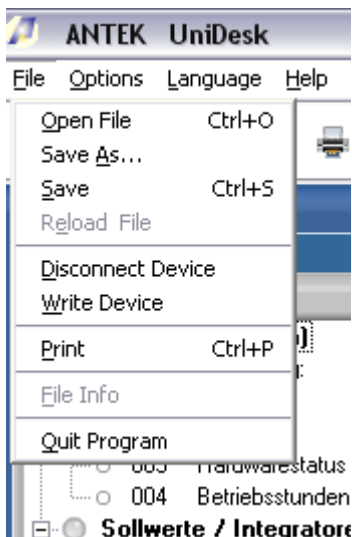 ANTEK UniDesk
File Options Language Help
Open File Ctrl+O
Save As...
Save Ctrl+S
Reload File
Disconnect Device
Write Device
Print Ctrl+P
File Info
Quit Program
004 Betriebsstunden
Sollwerte / Integratore